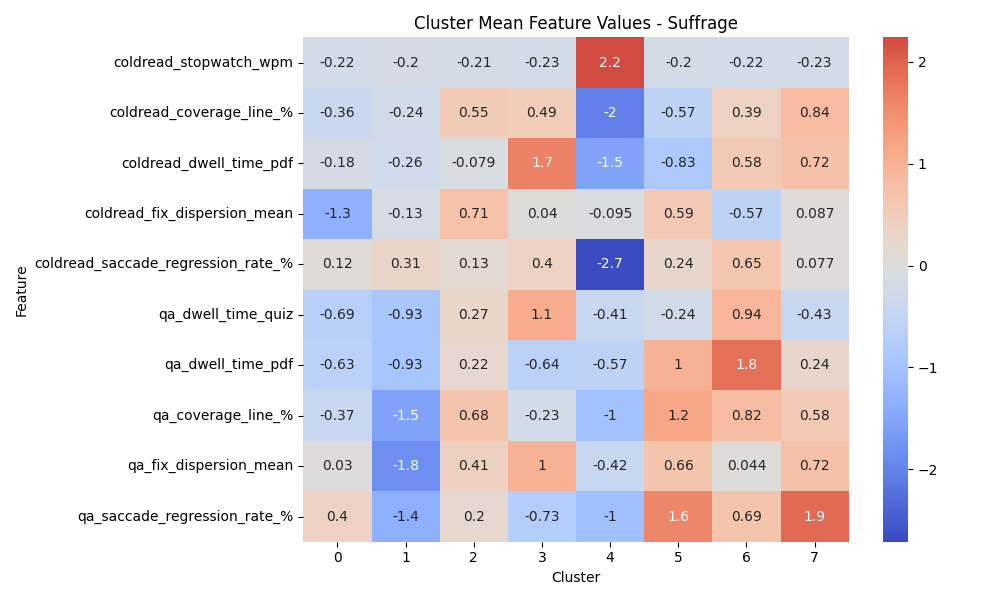 Cluster Mean Feature Values - Suffrage
coldread_stopwatch_wpm -0.22 -0.2 -0.21 -0.23 2.2 -0.2 -0.22 -0.23
coldread_coverage_line_% -0.36 -0.24 0.55 0.49 -2 -0.57 0.39 0.84
coldread_dwell_time_pdf -0.18 -0.26 -0.079 1.7 -1.5 -0.83 0.58 0.72
coldread_fix_dispersion_mean -1.3 -0.13 0.71 0.04 -0.095 0.59 -0.57 0.087
coldread_saccade_regression_rate_% 0.12 0.31 0.13 0.4 -2.7 0.24 0.65 0.077
qa_dwell_time_quiz -0.69 -0.93 0.27 1.1 -0.41 -0.24 0.94 -0.43
qa_dwell_time_pdf -0.63 -0.93 0.22 -0.64 -0.57 1 1.8 0.24
qa_coverage_line_% -0.37 -1.5 0.68 -0.23 -1 1.2 0.82 0.58
qa_fix_dispersion_mean 0.03 -1.8 0.41 1 -0.42 0.66 0.044 0.72
qa_saccade_regression_rate_% 0.4 -1.4 0.2 -0.73 -1 1.6 0.69 1.9
0 1 2 3 4 5 6 7
Cluster
Feature
2
1
0
−1
−2